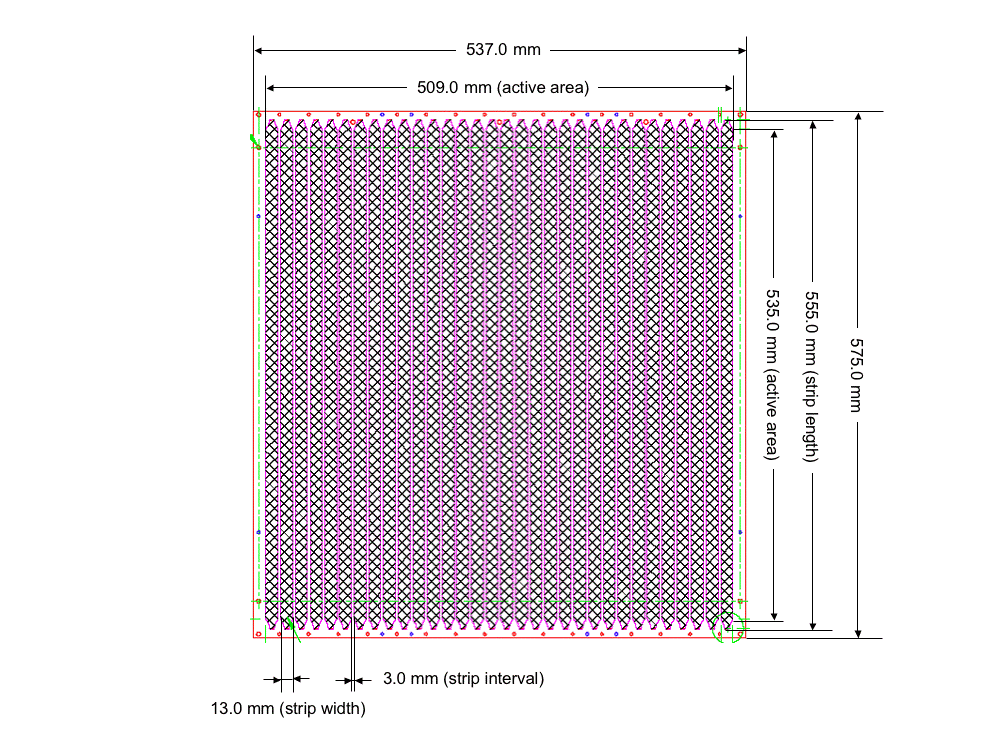 537.0 mm
509.0 mm (active area)
535.0 mm (active area)
555.0 mm (strip length)
575.0 mm
3.0 mm (strip interval)
13.0 mm (strip width)